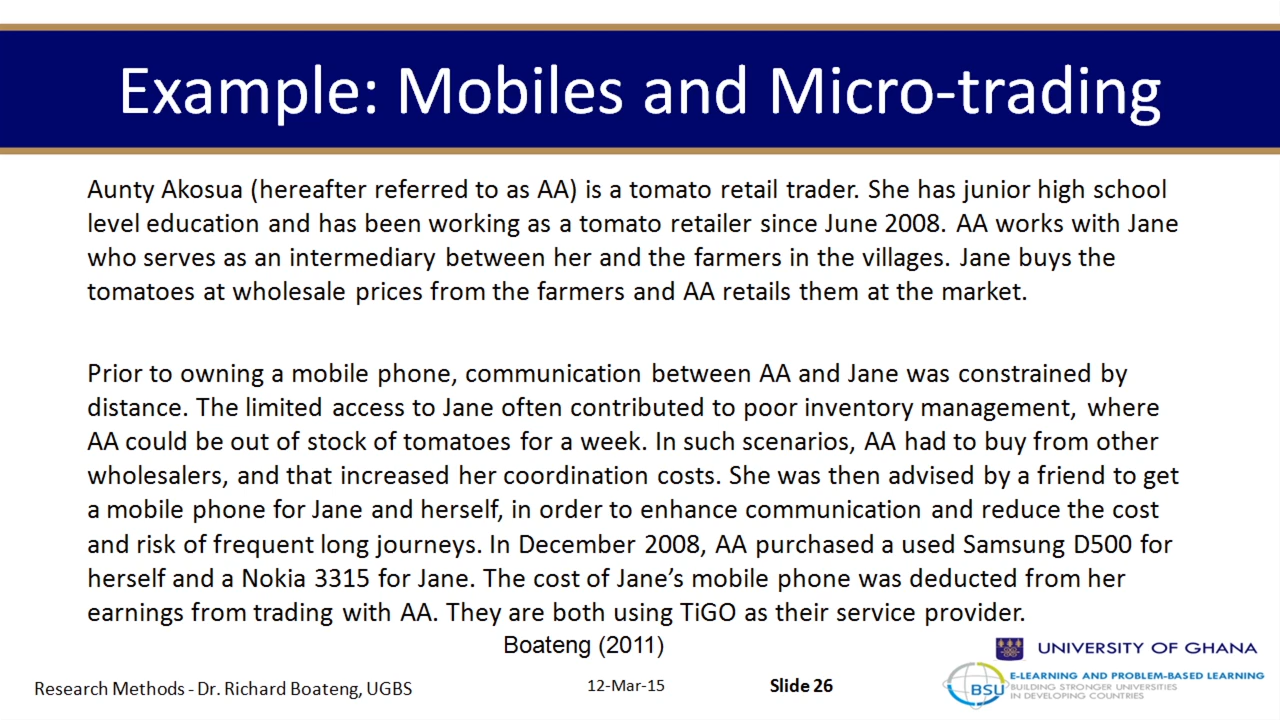 Example: Mobiles and Micro-trading
Aunty Akosua (hereafter referred to as AA) is a tomato retail trader. She has junior high school
level education and has been working as a tomato retailer since June 2008. AA works with Jane
who serves as an intermediary between her and the farmers in the villages. Jane buys the
tomatoes at wholesale prices from the farmers and AA retails them at the market.
Prior to owning a mobile phone, communication between AA and Jane was constrained by
distance. The limited access to Jane often contributed to poor inventory management, where
AA could be out of stock of tomatoes for a week. In such scenarios, AA had to buy from other
wholesalers, and that increased her coordination costs. She was then advised by a friend to get
a mobile phone for Jane and herself, in order to enhance communication and reduce the cost
and risk of frequent long journeys. In December 2008, AA purchased a used Samsung D500 for
herself and a Nokia 3315 for Jane. The cost of Jane’s mobile phone was deducted from her
earnings from trading with AA. They are both using TiGO as their service provider.
Boateng (2011)
UNIVERSITY OF GHANA
Research Methods - Dr. Richard Boateng, UGBS
12-Mar-15
Slide 26
BSU
E-LEARNING AND PROBLEM-BASED LEARNING
BUILDING STRONGER UNIVERSITIES
IN DEVELOPING COUNTRIES